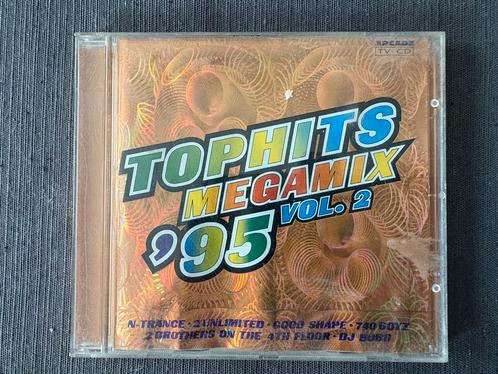 SPEEDZ
TV-CD
TOPHITS
MEGAMIX
'95 VOL. 2
N-TRANCE · 2 UNLIMITED · GOOD SHAPE · 740 BOYZ
2 BROTHERS ON THE 4TH FLOOR · DJ BOBO